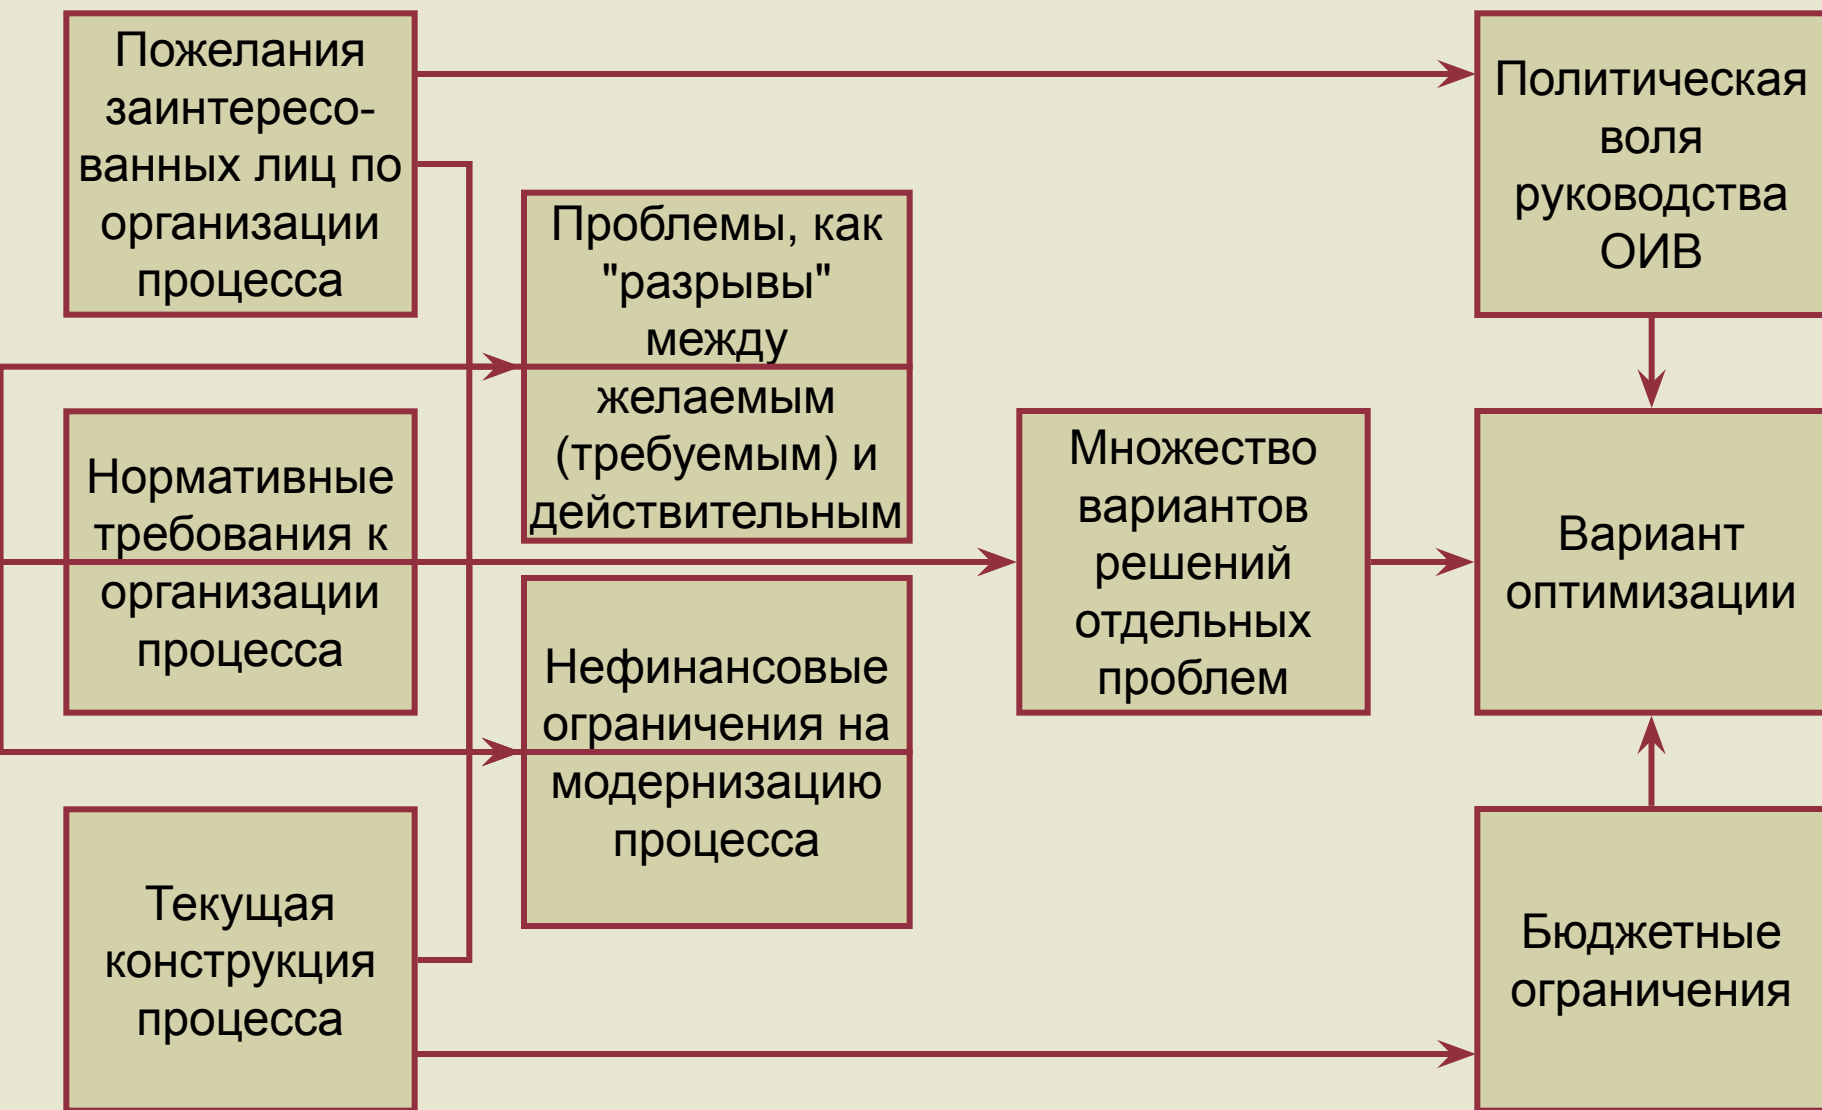 Пожелания
заинтересо-
ванных лиц по
организации
процесса
Нормативные
требования к
организации
процесса
Текущая
конструкция
процесса
Проблемы, как
"разрывы"
между
желаемым
(требуемым) и
действительным
Нефинансовые
ограничения на
модернизацию
процесса
Множество
вариантов
решений
отдельных
проблем
Политическая
воля
руководства
ОИВ
Вариант
оптимизации
Бюджетные
ограничения